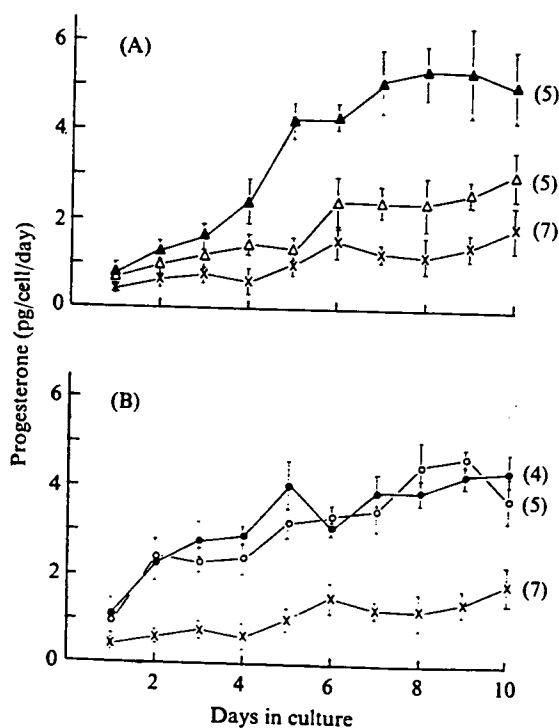 (A)
6
4
2
0
(5)
(5)
(7)
Progesterone (pg/cell/day)
(B)
6
4
2
0
(4)
(5)
(7)
2 4 6 8 10
Days in culture